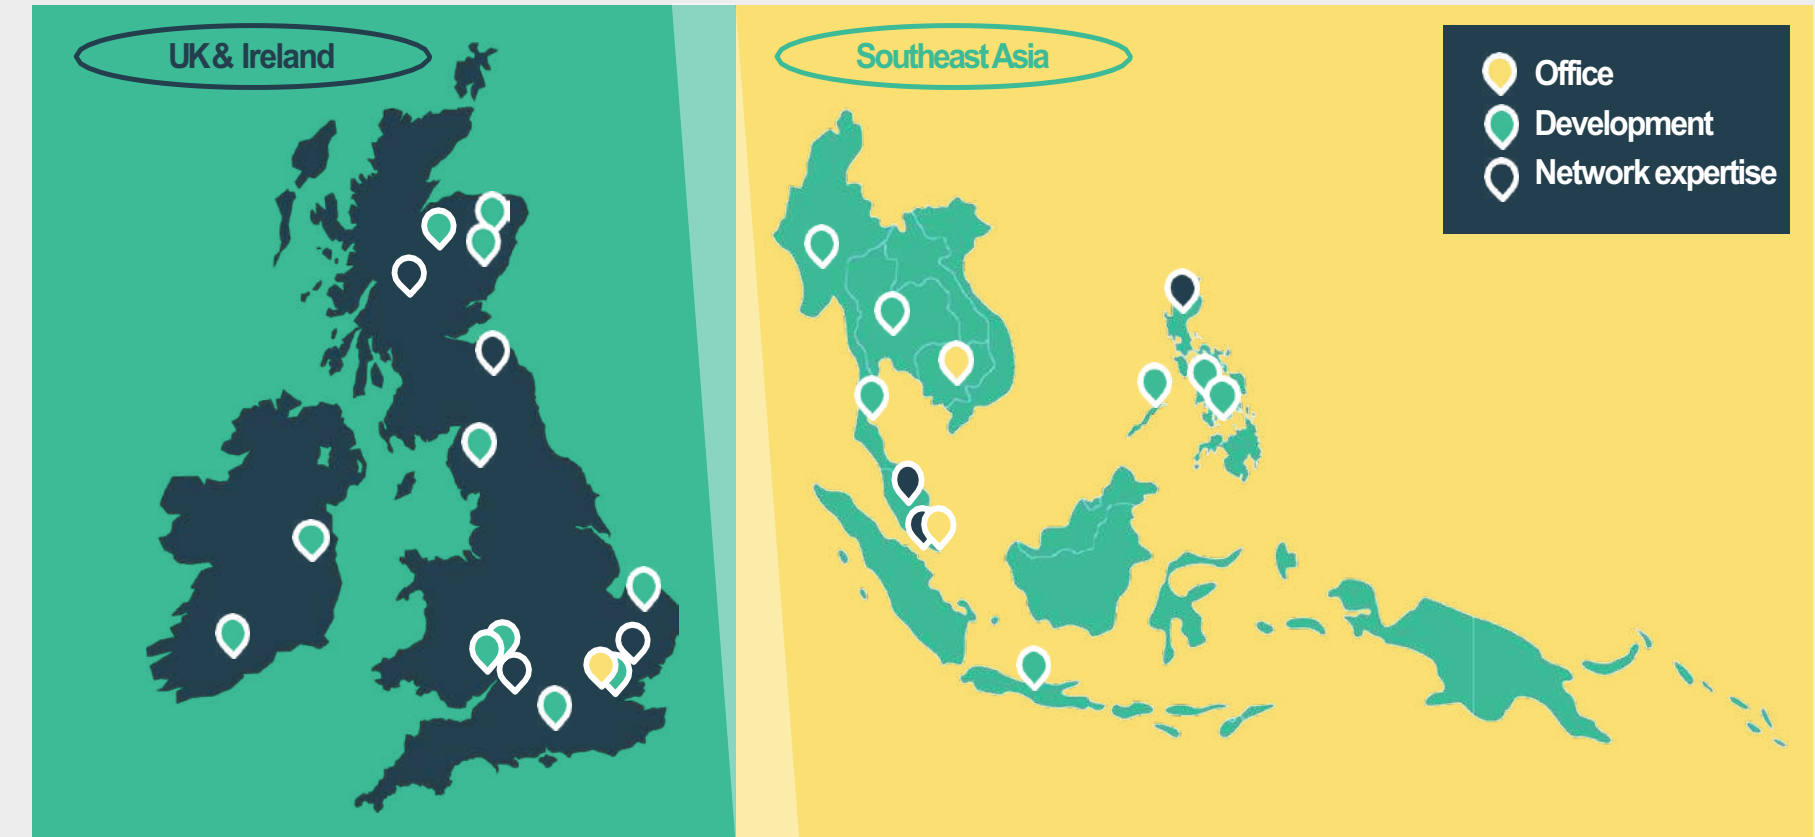 UK & Ireland
Southeast Asia
Office
Development
Network expertise